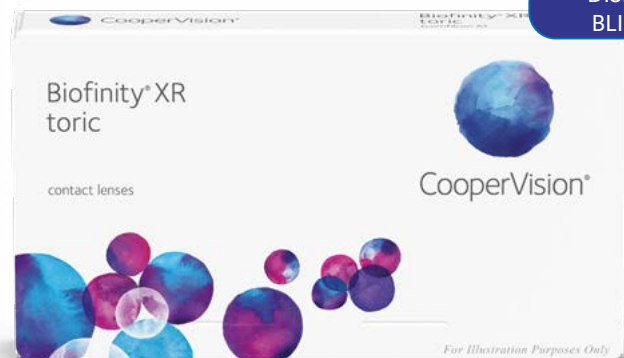 BLI
CooperVision®
Biofinity® XR
toric
Biofinity® XR
toric
contact lenses
CooperVision®
For Illustration Purposes Only